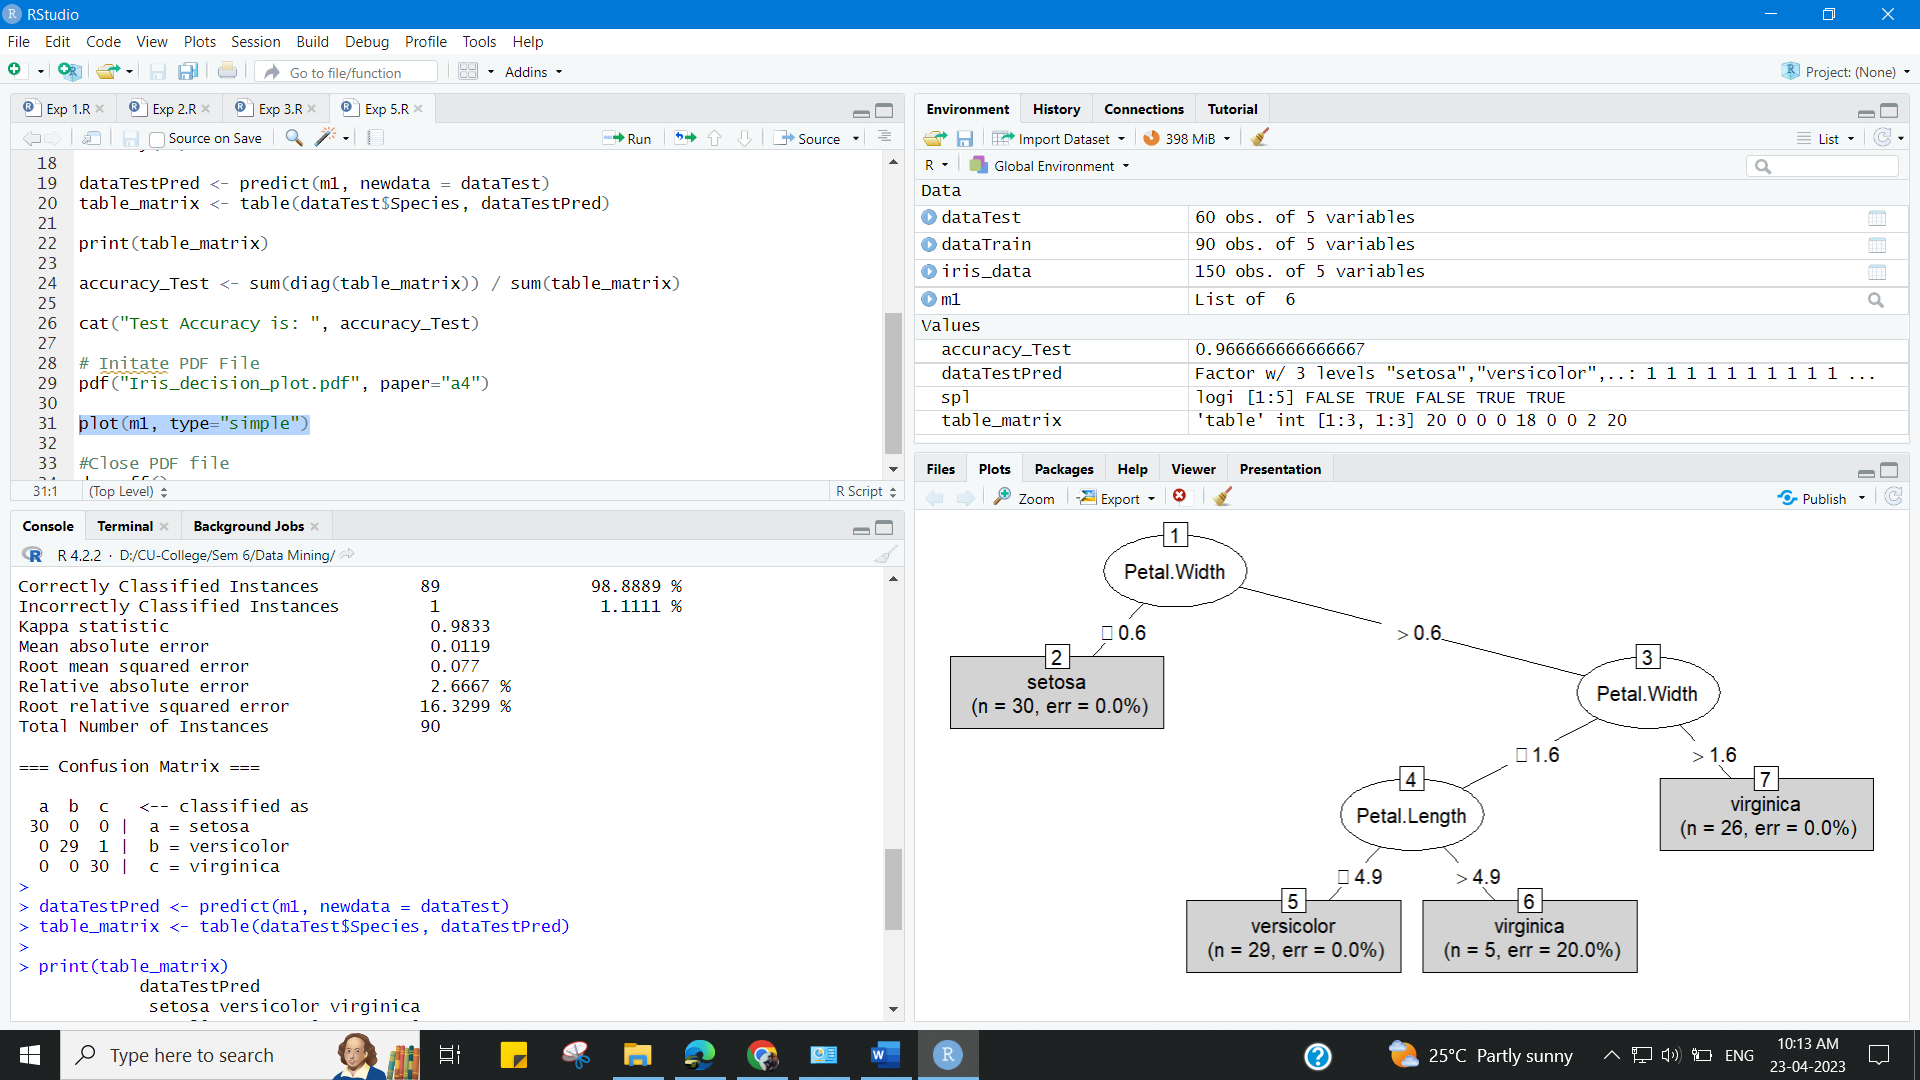 RStudio
File Edit Code View Plots Session Build Debug Profile Tools Help
Go to file/function Addins Project: (None)
Exp 1.R Exp 2.R Exp 3.R Exp 5.R
Source on Save Run Source
18
19 dataTestPred <- predict(m1, newdata = dataTest)
20 table_matrix <- table(dataTest$Species, dataTestPred)
21
22 print(table_matrix)
23
24 accuracy_Test <- sum(diag(table_matrix)) / sum(table_matrix)
25
26 cat("Test Accuracy is: ", accuracy_Test)
27
28 # Initate PDF File
29 pdf("Iris_decision_plot.pdf", paper="a4")
30
31 plot(m1, type="simple")
32
33 #Close PDF file
31:1 (Top Level) R Script
Console Terminal Background Jobs
R 4.2.2 · D:/CU-College/Sem 6/Data Mining/
Correctly Classified Instances 89 98.8889 %
Incorrectly Classified Instances 1 1.1111 %
Kappa statistic 0.9833
Mean absolute error 0.0119
Root mean squared error 0.077
Relative absolute error 2.6667 %
Root relative squared error 16.3299 %
Total Number of Instances 90
=== Confusion Matrix ===
a b c <-- classified as
30 0 0 | a = setosa
0 29 1 | b = versicolor
0 0 30 | c = virginica
>
> dataTestPred <- predict(m1, newdata = dataTest)
> table_matrix <- table(dataTest$Species, dataTestPred)
>
> print(table_matrix)
dataTestPred
setosa versicolor virginica
Environment History Connections Tutorial
Import Dataset 398 MiB List
R Global Environment
Data
dataTest 60 obs. of 5 variables
dataTrain 90 obs. of 5 variables
iris_data 150 obs. of 5 variables
m1 List of 6
Values
accuracy_Test 0.966666666666667
dataTestPred Factor w/ 3 levels "setosa","versicolor",..: 1 1 1 1 1 1 1 1 1 1 ...
spl logi [1:5] FALSE TRUE FALSE TRUE TRUE
table_matrix 'table' int [1:3, 1:3] 20 0 0 0 18 0 0 2 20
Files Plots Packages Help Viewer Presentation
Zoom Export Publish
1
Petal.Width
0.6
> 0.6
2
setosa
(n = 30, err = 0.0%)
3
Petal.Width
1.6
> 1.6
4
Petal.Length
7
virginica
(n = 26, err = 0.0%)
4.9
> 4.9
5
versicolor
(n = 29, err = 0.0%)
6
virginica
(n = 5, err = 20.0%)
Type here to search
25°C Partly sunny
ENG
10:13 AM
23-04-2023